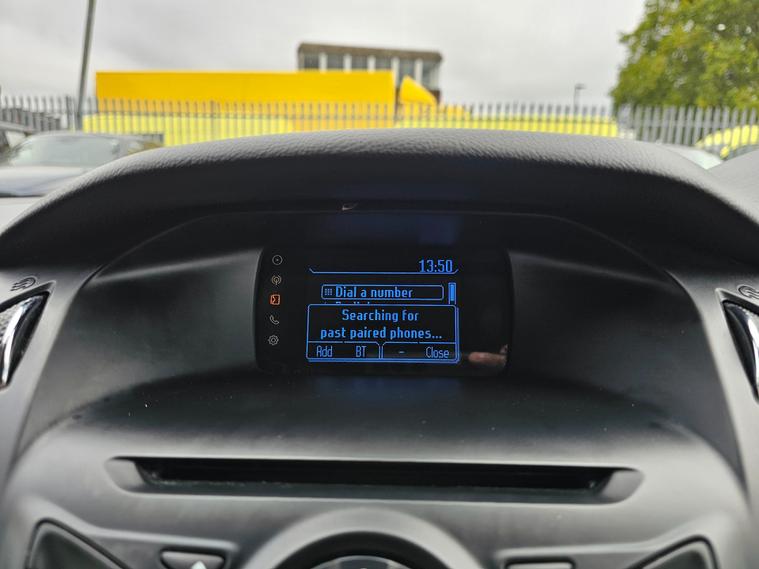 13:50
Dial a number
Searching for
past paired phones...
Add BT - Close